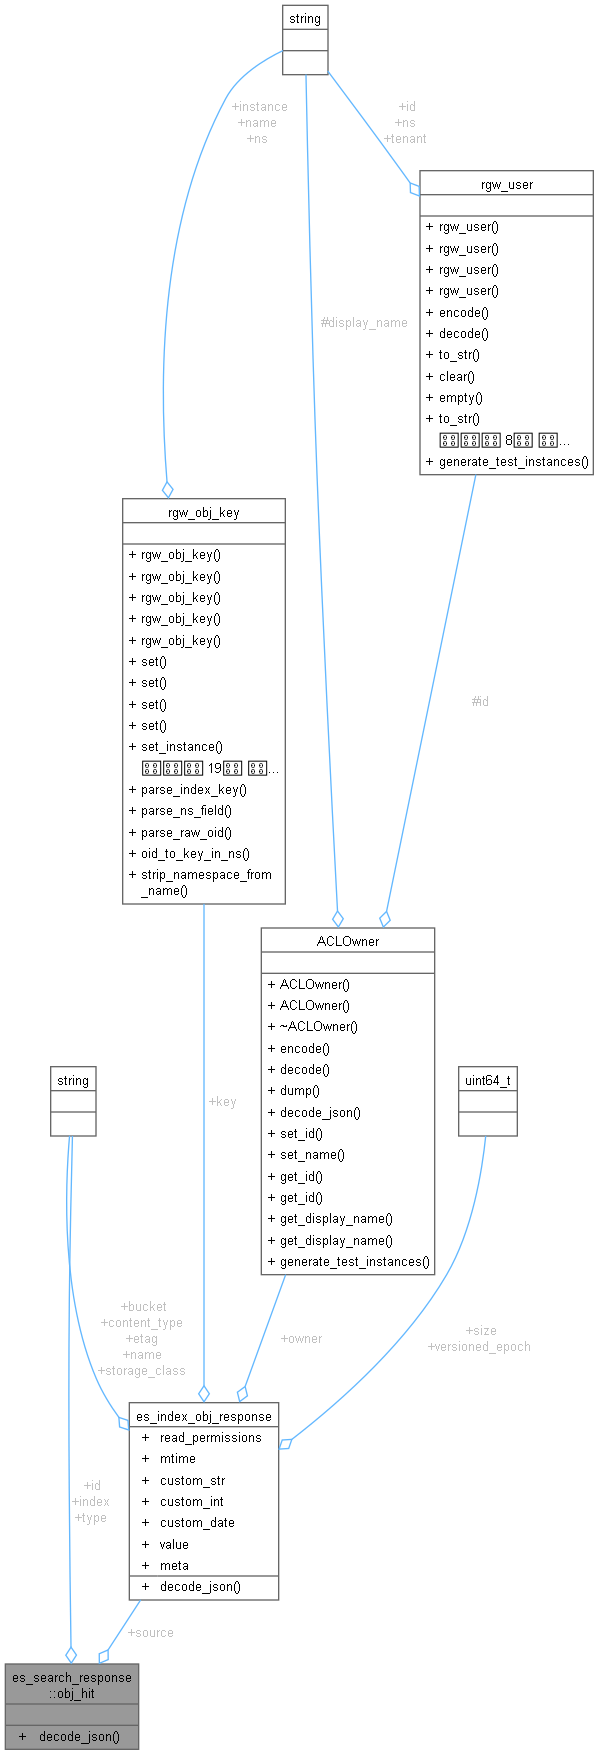 string
+instance
+name
+ns
+id
+ns
+tenant
rgw_user
+ rgw_user()
+ rgw_user()
+ rgw_user()
+ rgw_user()
+ encode()
+ decode()
+ to_str()
+ clear()
+ empty()
+ to_str()
8 ...
+ generate_test_instances()
#display_name
rgw_obj_key
+ rgw_obj_key()
+ rgw_obj_key()
+ rgw_obj_key()
+ rgw_obj_key()
+ rgw_obj_key()
+ set()
+ set()
+ set()
+ set()
+ set_instance()
19 ...
+ parse_index_key()
+ parse_ns_field()
+ parse_raw_oid()
+ oid_to_key_in_ns()
+ strip_namespace_from
_name()
#id
ACLOwner
+ ACLOwner()
+ ACLOwner()
+ ~ACLOwner()
+ encode()
+ decode()
+ dump()
+ decode_json()
+ set_id()
+ set_name()
+ get_id()
+ get_id()
+ get_display_name()
+ get_display_name()
+ generate_test_instances()
string
+key
uint64_t
+bucket
+content_type
+etag
+name
+storage_class
+owner
+size
+versioned_epoch
es_index_obj_response
+ read_permissions
+ mtime
+ custom_str
+ custom_int
+ custom_date
+ value
+ meta
+ decode_json()
+id
+index
+type
+source
es_search_response
::obj_hit
+ decode_json()